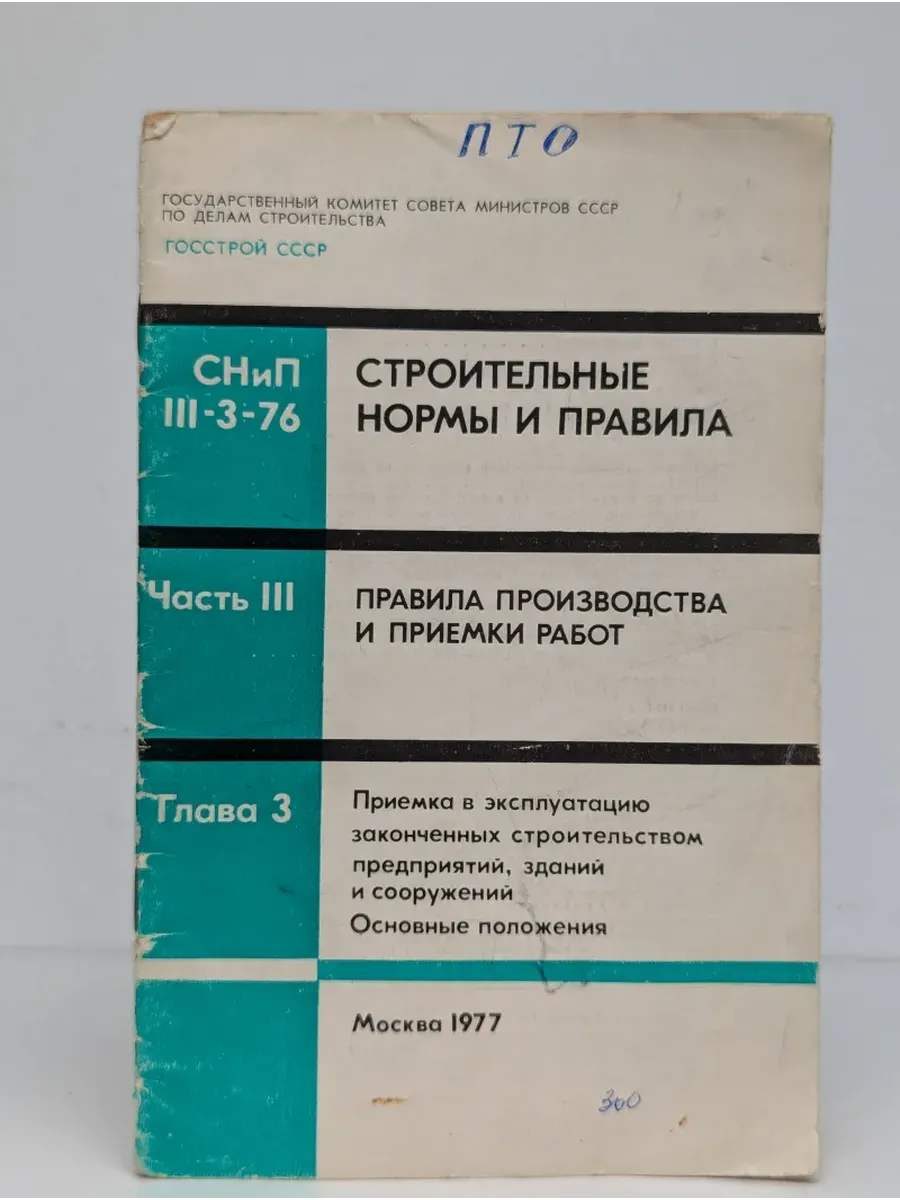 ПТО
ГОСУДАРСТВЕННЫЙ КОМИТЕТ СОВЕТА МИНИСТРОВ СССР
ПО ДЕЛАМ СТРОИТЕЛЬСТВА
ГОССТРОЙ СССР
СНиП
III-3-76
СТРОИТЕЛЬНЫЕ
НОРМЫ И ПРАВИЛА
Часть III
ПРАВИЛА ПРОИЗВОДСТВА
И ПРИЕМКИ РАБОТ
Глава 3
Приемка в эксплуатацию
законченных строительством
предприятий, зданий
и сооружений
Основные положения
Москва 1977
300